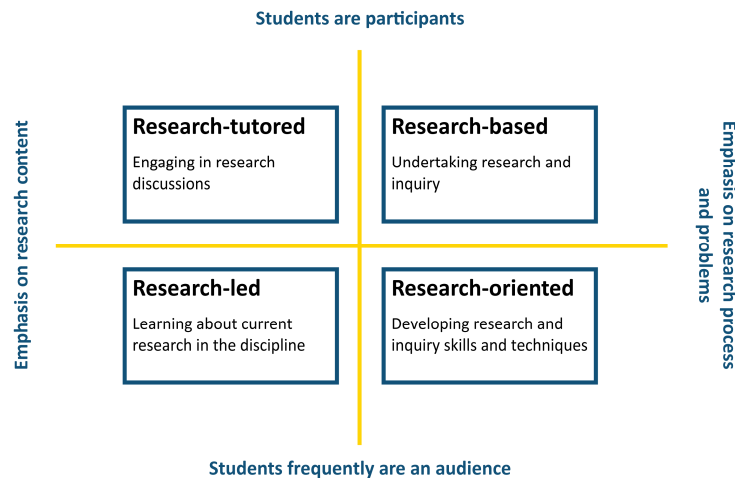 Students are participants
Emphasis on research content
Research-tutored
Engaging in research
discussions
Research-based
Undertaking research and
inquiry
Emphasis on research process
and problems
Research-led
Learning about current
research in the discipline
Research-oriented
Developing research and
inquiry skills and techniques
Students frequently are an audience